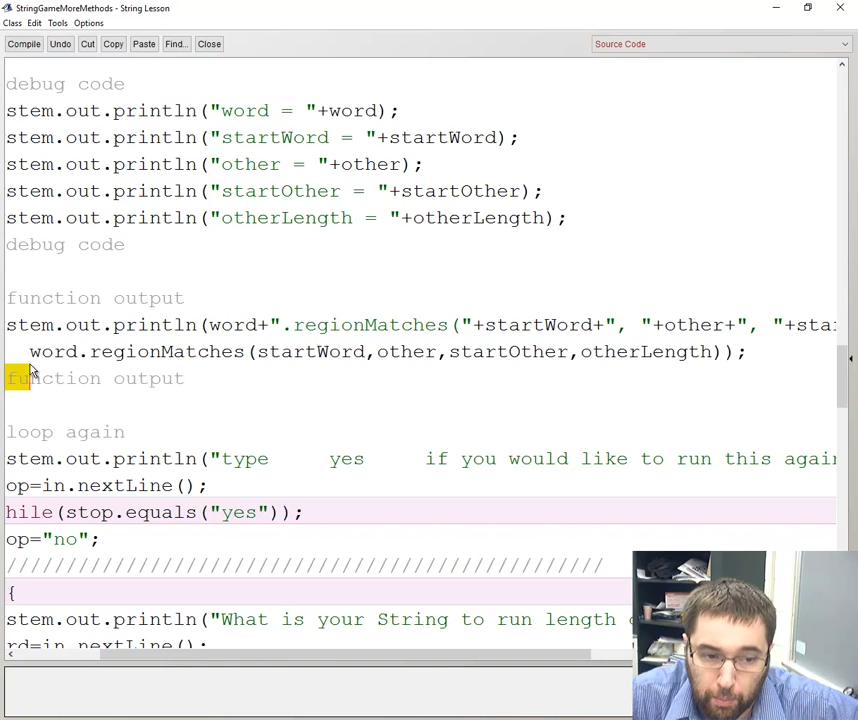 StringGameMoreMethods - String Lesson
Class Edit Tools Options
Compile Undo Cut Copy Paste Find... Close Source Code
debug code
stem.out.println("word = "+word);
stem.out.println("startWord = "+startWord);
stem.out.println("other = "+other);
stem.out.println("startOther = "+startOther);
stem.out.println("otherLength = "+otherLength);
debug code
function output
stem.out.println(word+".regionMatches("+startWord+", "+other+", "+star
word.regionMatches(startWord,other,startOther,otherLength));
function output
loop again
stem.out.println("type yes if you would like to run this again
op=in.nextLine();
hile(stop.equals("yes"));
op="no";
//////////////////////////////////////////////////
{
stem.out.println("What is your String to run length
rd=in.nextLine();